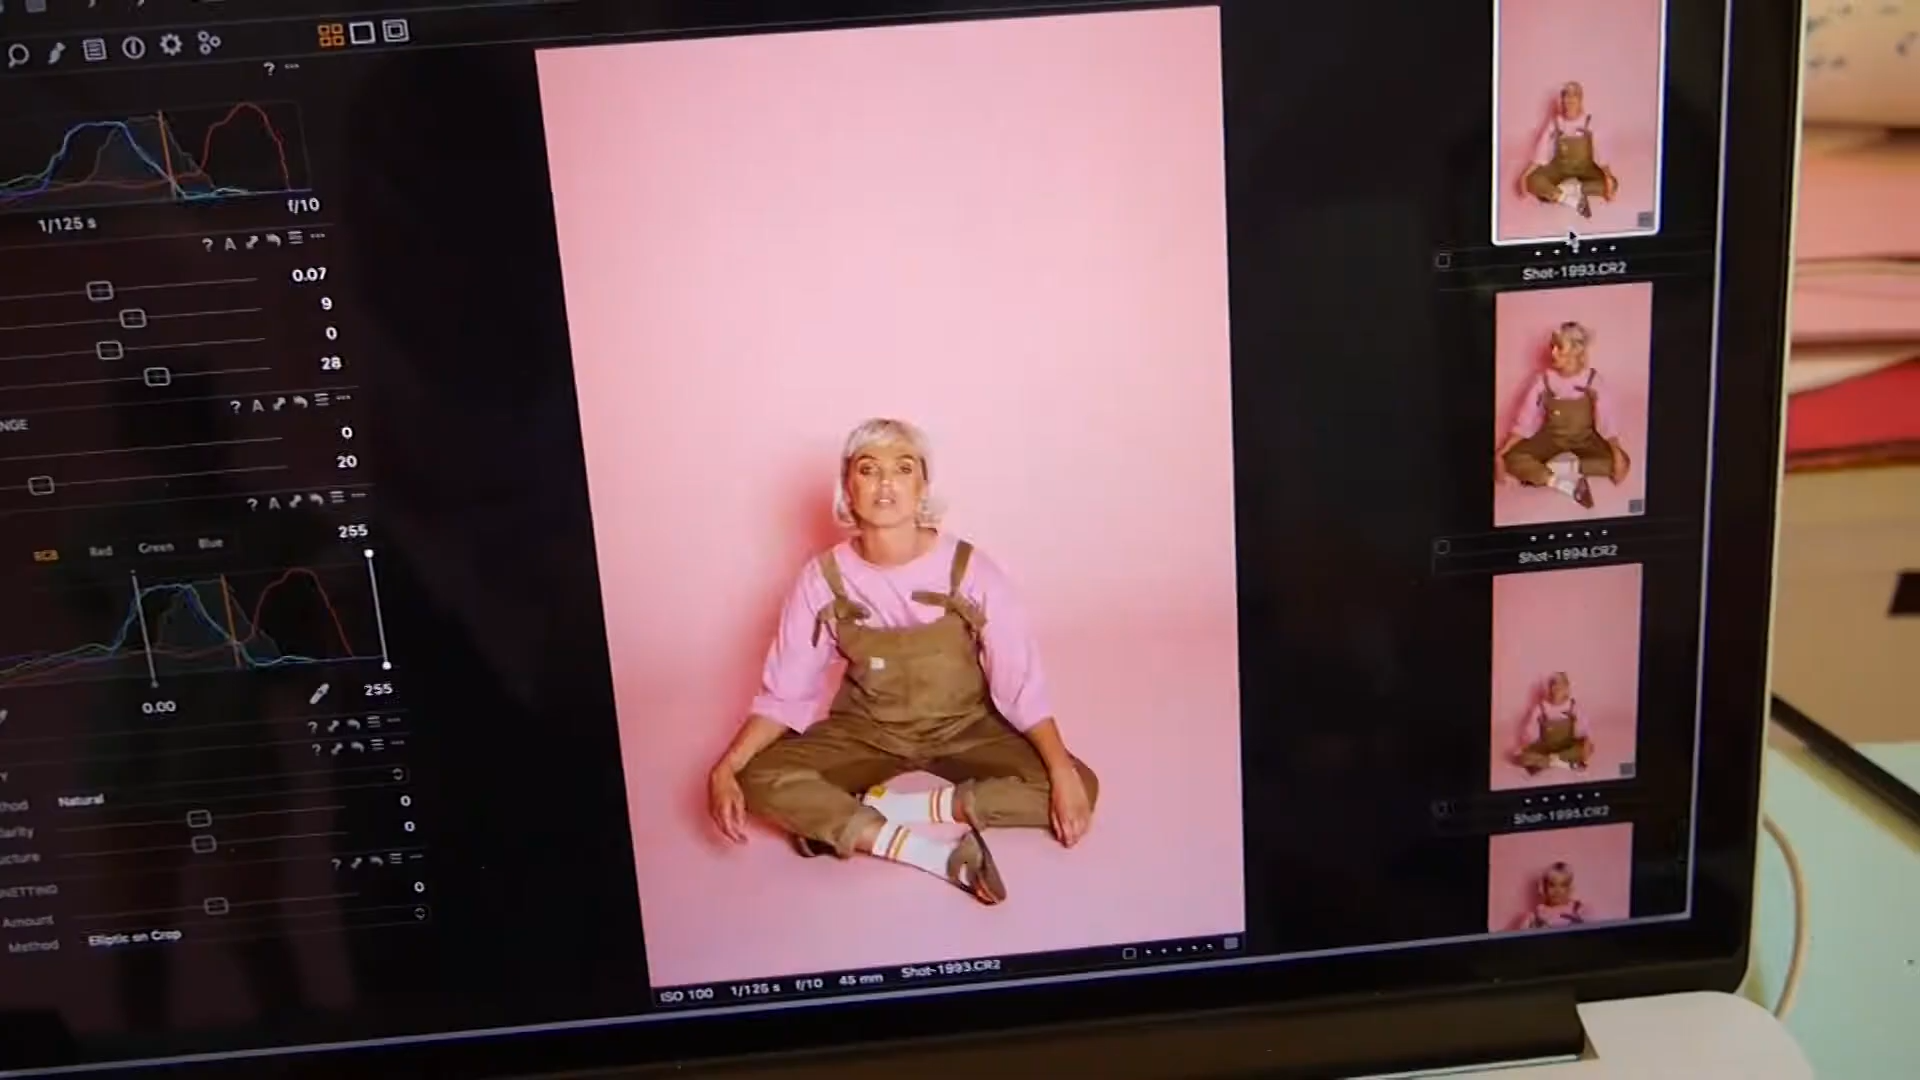 1/125 s
f/10
0.07
9
0
28
NGE
0
20
255
RGB Red Green Blue
0.00
255
Natural
0
0
0
Amount
Method Elliptic on Crop
ISO 100 1/125 s f/10 45 mm Shot-1993.CR2
Shot-1993.CR2
Shot-1994.CR2
Shot-1995.CR2